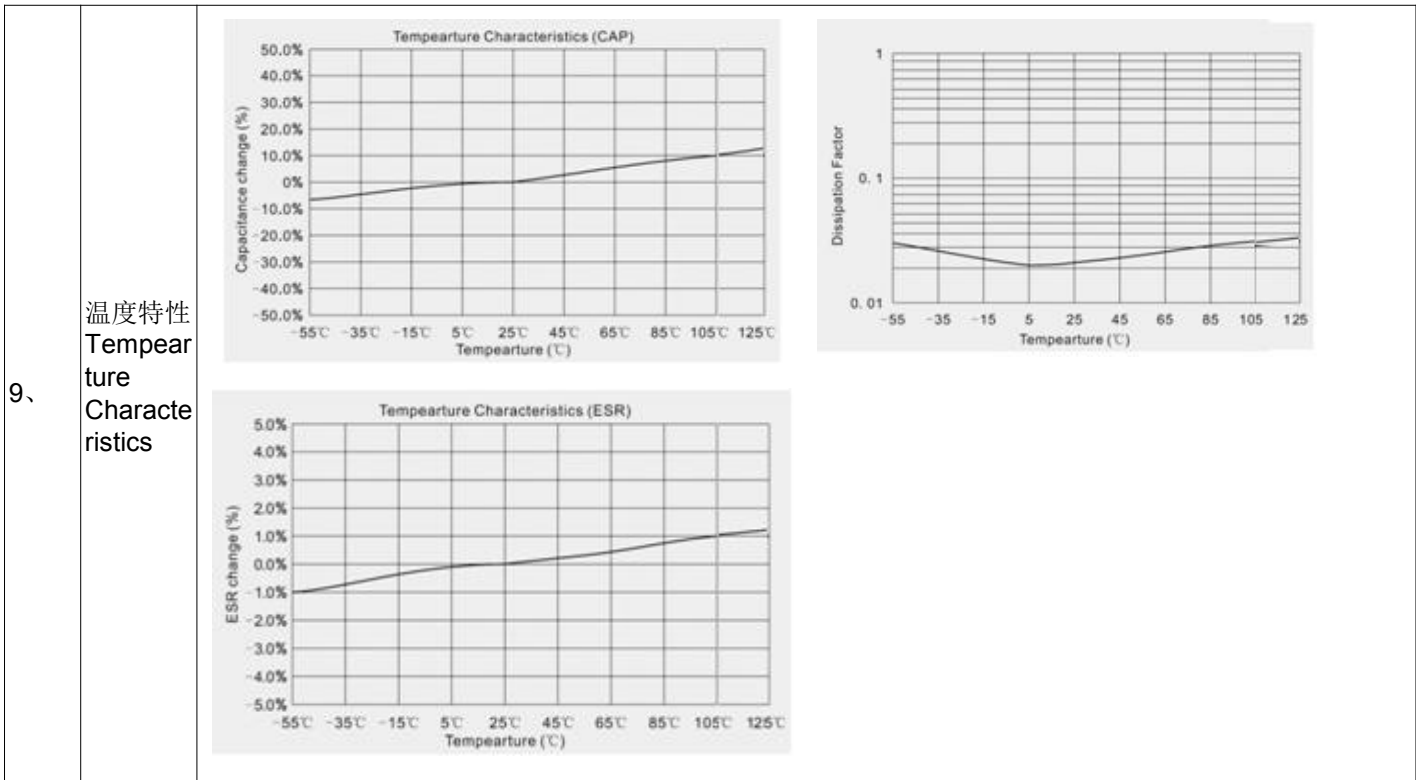 9、
温度特性
Tempear
ture
Characte
ristics
Tempearture Characteristics (CAP)
Capacitance change (%)
50.0%
40.0%
30.0%
20.0%
10.0%
0%
-10.0%
-20.0%
-30.0%
-40.0%
-50.0%
-55℃ -35℃ -15℃ 5℃ 25℃ 45℃ 65℃ 85℃ 105℃ 125℃
Tempearture (℃)
Dissipation Factor
1
0.1
0.01
-55 -35 -15 5 25 45 65 85 105 125
Tempearture (℃)
Tempearture Characteristics (ESR)
ESR change (%)
5.0%
4.0%
3.0%
2.0%
1.0%
0.0%
-1.0%
-2.0%
-3.0%
-4.0%
-5.0%
-55℃ -35℃ -15℃ 5℃ 25℃ 45℃ 65℃ 85℃ 105℃ 125℃
Tempearture (℃)